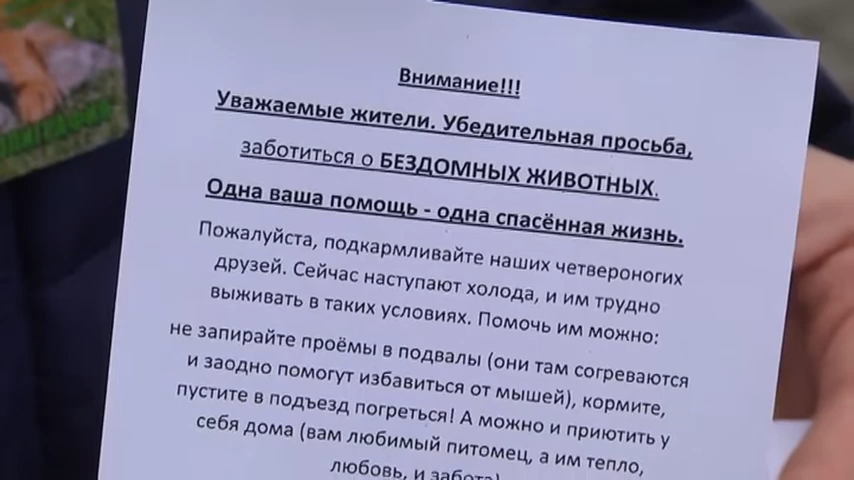 Внимание!!!
Уважаемые жители. Убедительная просьба,
заботиться о БЕЗДОМНЫХ ЖИВОТНЫХ.
Одна ваша помощь - одна спасённая жизнь.
Пожалуйста, подкармливайте наших четвероногих
друзей. Сейчас наступают холода, и им трудно
выживать в таких условиях. Помочь им можно:
не запирайте проёмы в подвалы (они там согреваются
и заодно помогут избавиться от мышей), кормите,
пустите в подъезд погреться! А можно и приютить у
себя дома (вам любимый питомец, а им тепло,
любовь, и забота)